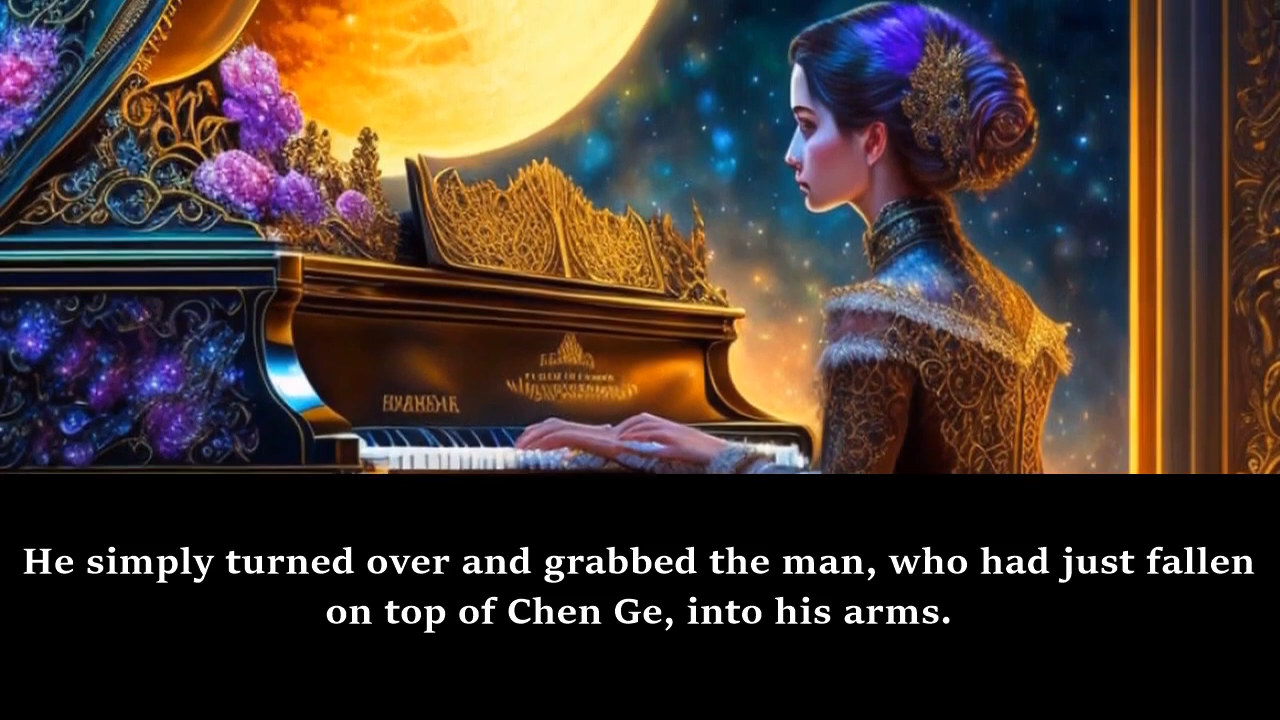 He simply turned over and grabbed the man, who had just fallen
on top of Chen Ge, into his arms.